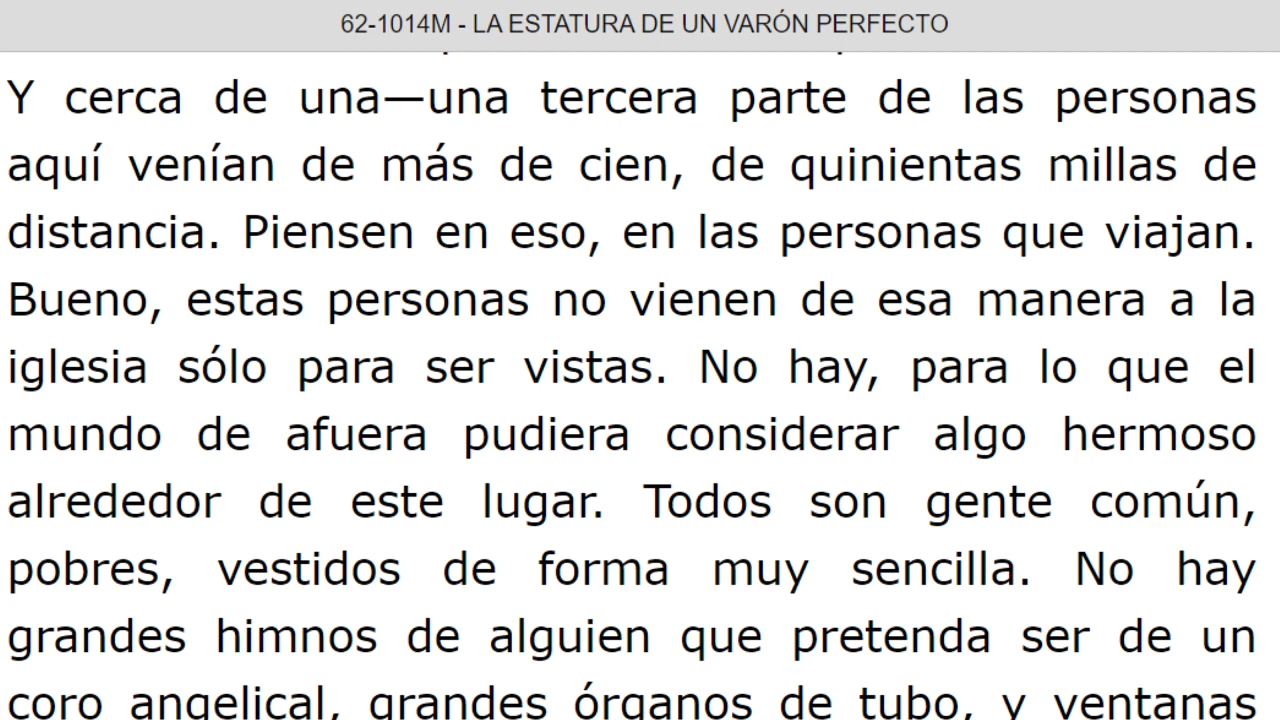 62-1014M - LA ESTATURA DE UN VARÓN PERFECTO
Y cerca de una—una tercera parte de las personas
aquí venían de más de cien, de quinientas millas de
distancia. Piensen en eso, en las personas que viajan.
Bueno, estas personas no vienen de esa manera a la
iglesia sólo para ser vistas. No hay, para lo que el
mundo de afuera pudiera considerar algo hermoso
alrededor de este lugar. Todos son gente común,
pobres, vestidos de forma muy sencilla. No hay
grandes himnos de alguien que pretenda ser de un
coro angelical, grandes órganos de tubo, y ventanas